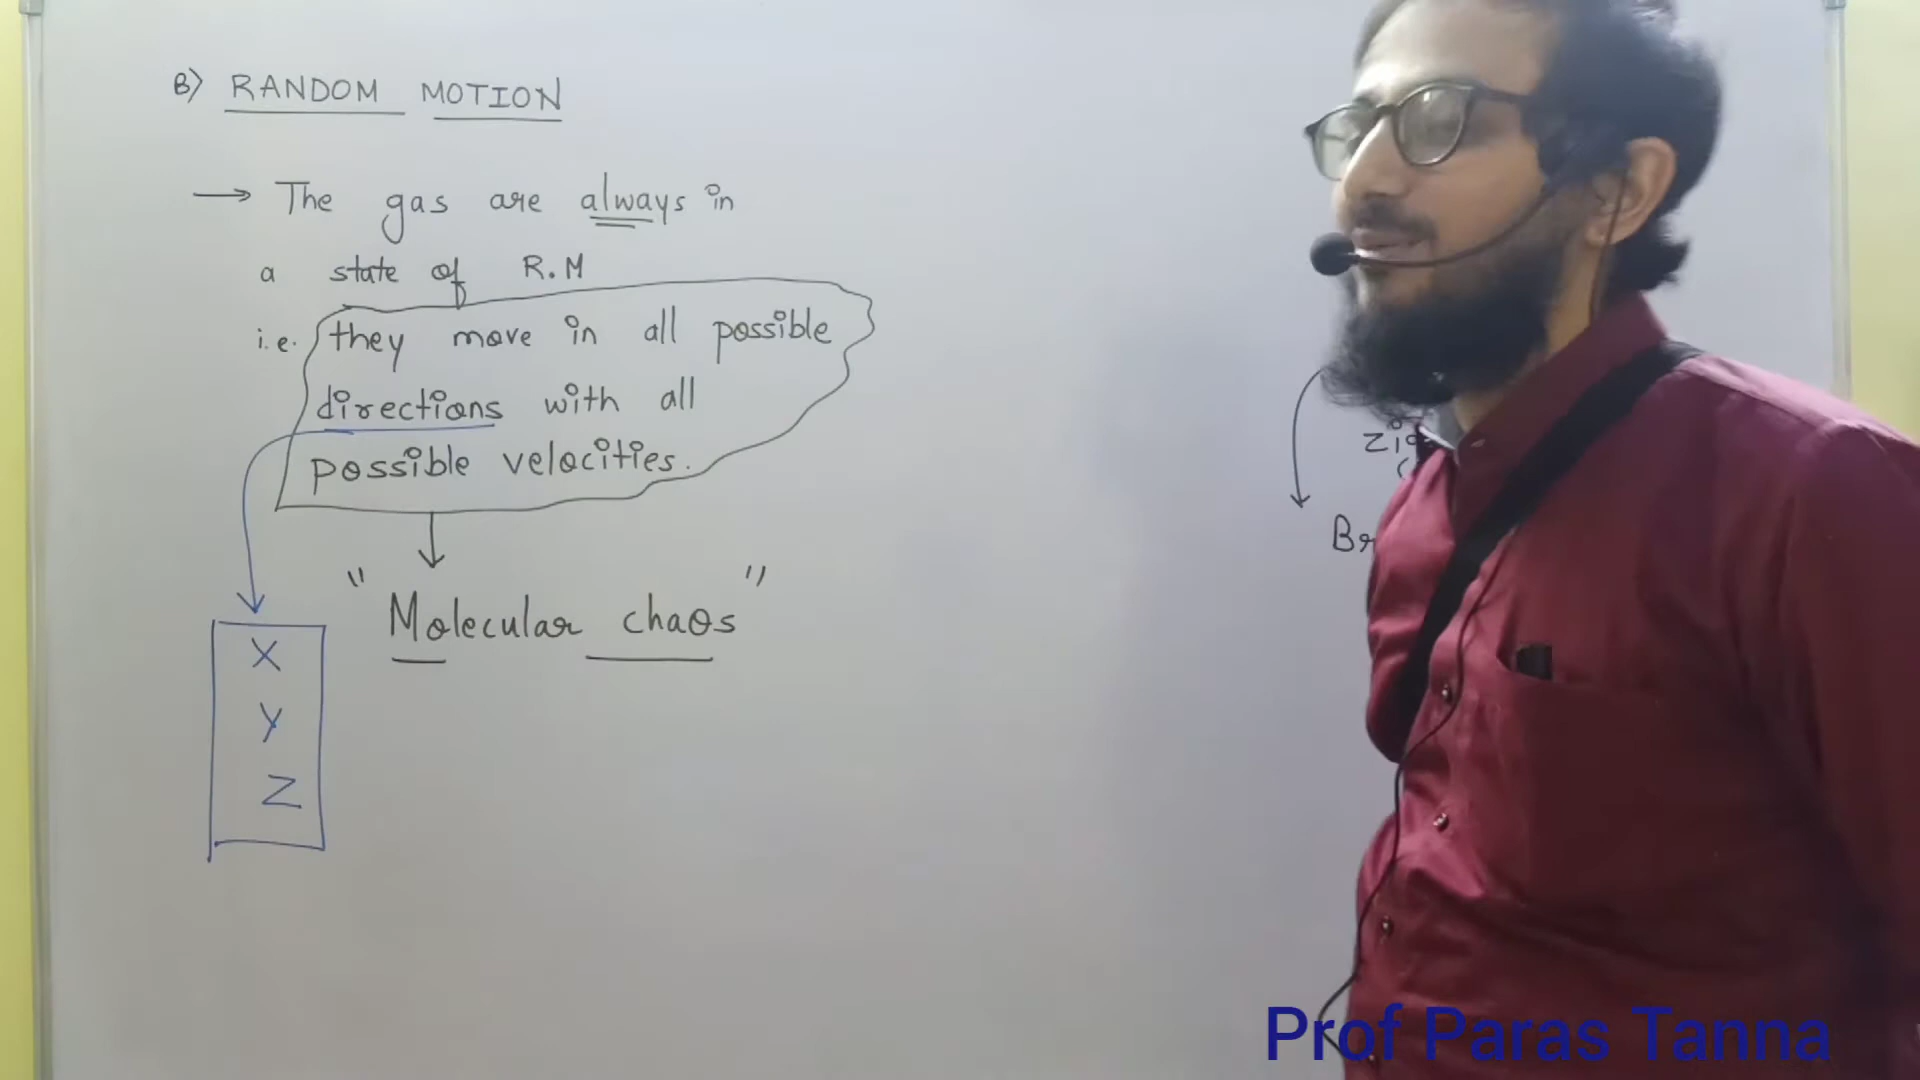 B) RANDOM MOTION
→ The gas are always in
a state of R.M
i.e. they move in all possible
directions with all
possible velocities.
"Molecular chaos"
X
Y
Z
Prof Paras Tanna